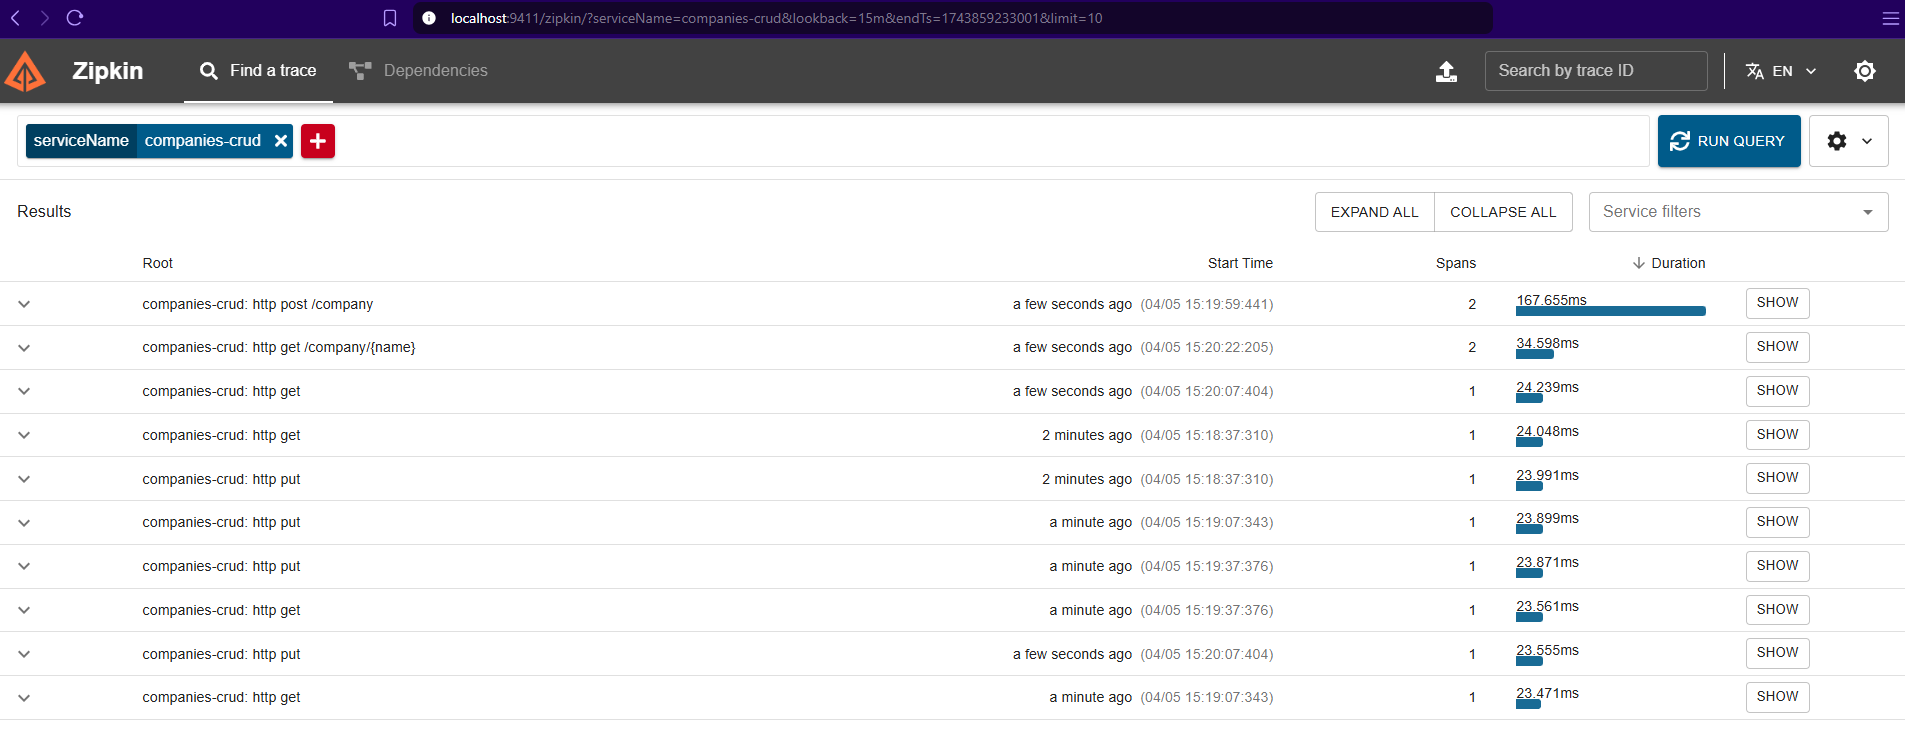 localhost:9411/zipkin/?serviceName=companies-crud&lookback=15m&endTs=1743859233001&limit=10
Zipkin Find a trace Dependencies Search by trace ID EN
serviceName companies-crud RUN QUERY
Results EXPAND ALL COLLAPSE ALL Service filters
Root Start Time Spans Duration
companies-crud: http post /company a few seconds ago (04/05 15:19:59:441) 2 167.655ms SHOW
companies-crud: http get /company/{name} a few seconds ago (04/05 15:20:22:205) 2 34.598ms SHOW
companies-crud: http get a few seconds ago (04/05 15:20:07:404) 1 24.239ms SHOW
companies-crud: http get 2 minutes ago (04/05 15:18:37:310) 1 24.048ms SHOW
companies-crud: http put 2 minutes ago (04/05 15:18:37:310) 1 23.991ms SHOW
companies-crud: http put a minute ago (04/05 15:19:07:343) 1 23.899ms SHOW
companies-crud: http put a minute ago (04/05 15:19:37:376) 1 23.871ms SHOW
companies-crud: http get a minute ago (04/05 15:19:37:376) 1 23.561ms SHOW
companies-crud: http put a few seconds ago (04/05 15:20:07:404) 1 23.555ms SHOW
companies-crud: http get a minute ago (04/05 15:19:07:343) 1 23.471ms SHOW